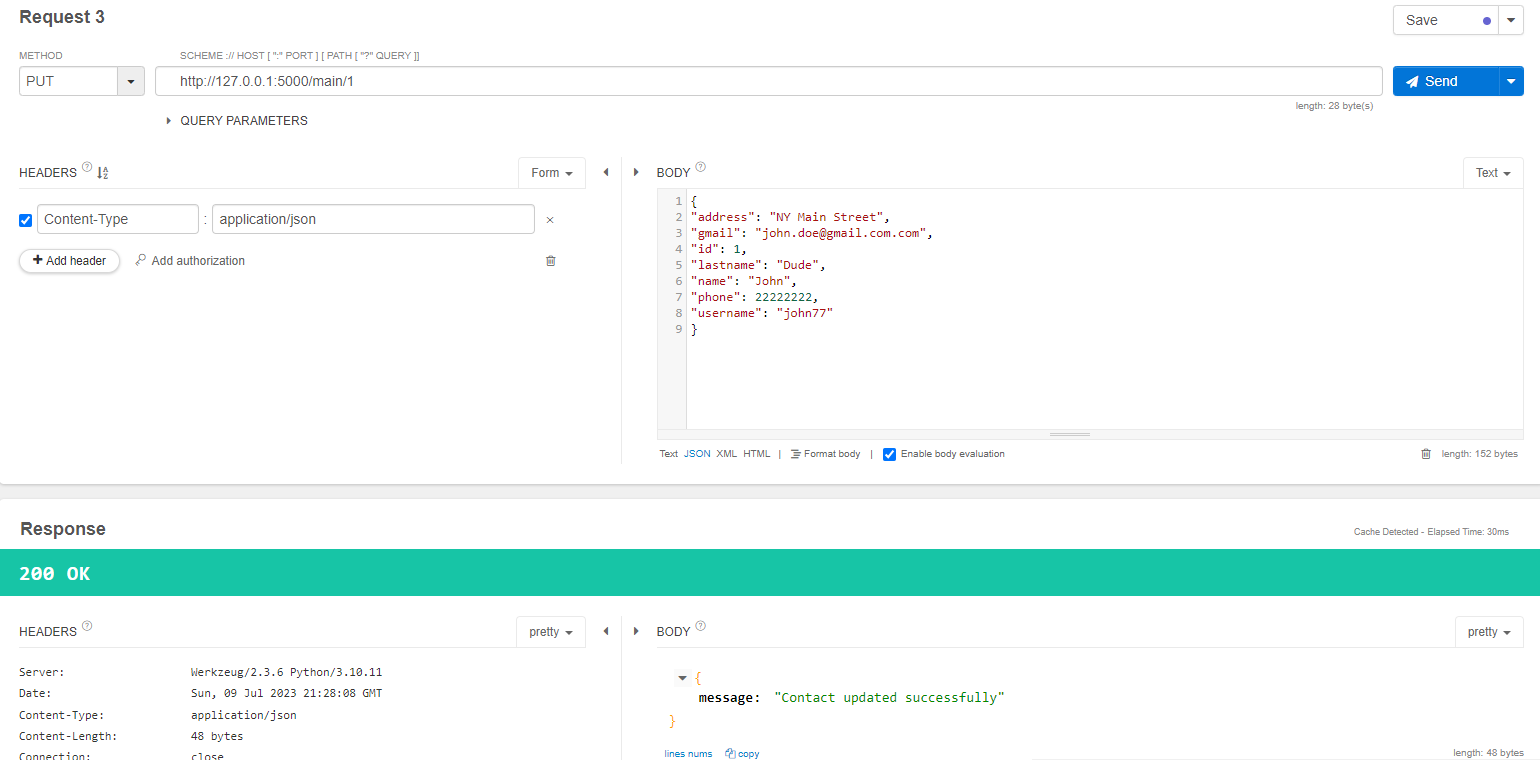 Request 3
Save
METHOD
SCHEME :// HOST [ ":" PORT ] [ PATH [ "?" QUERY ]]
PUT
http://127.0.0.1:5000/main/1
Send
length: 28 byte(s)
QUERY PARAMETERS
HEADERS ? A Z
Form
Content-Type : application/json ×
+ Add header Add authorization
BODY ?
Text
1 {
2 "address": "NY Main Street",
3 "gmail": "john.doe@gmail.com.com",
4 "id": 1,
5 "lastname": "Dude",
6 "name": "John",
7 "phone": 22222222,
8 "username": "john77"
9 }
Text JSON XML HTML | Format body | Enable body evaluation
length: 152 bytes
Response
Cache Detected - Elapsed Time: 30ms
200 OK
HEADERS ?
pretty
Server: Werkzeug/2.3.6 Python/3.10.11
Date: Sun, 09 Jul 2023 21:28:08 GMT
Content-Type: application/json
Content-Length: 48 bytes
Connection: close
BODY ?
pretty
{
message: "Contact updated successfully"
}
lines nums copy
length: 48 bytes